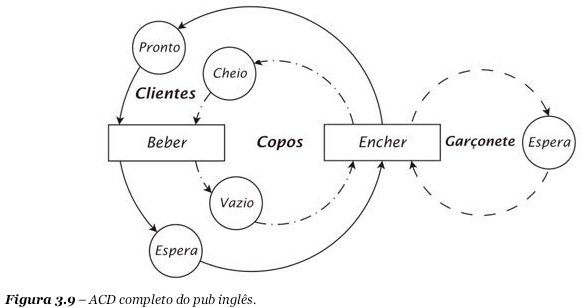 Pronto
Cheio
Clientes
Beber
Copos
Encher
Garçonete
Espera
Vazio
Espera
Figura 3.9 – ACD completo do pub inglês.